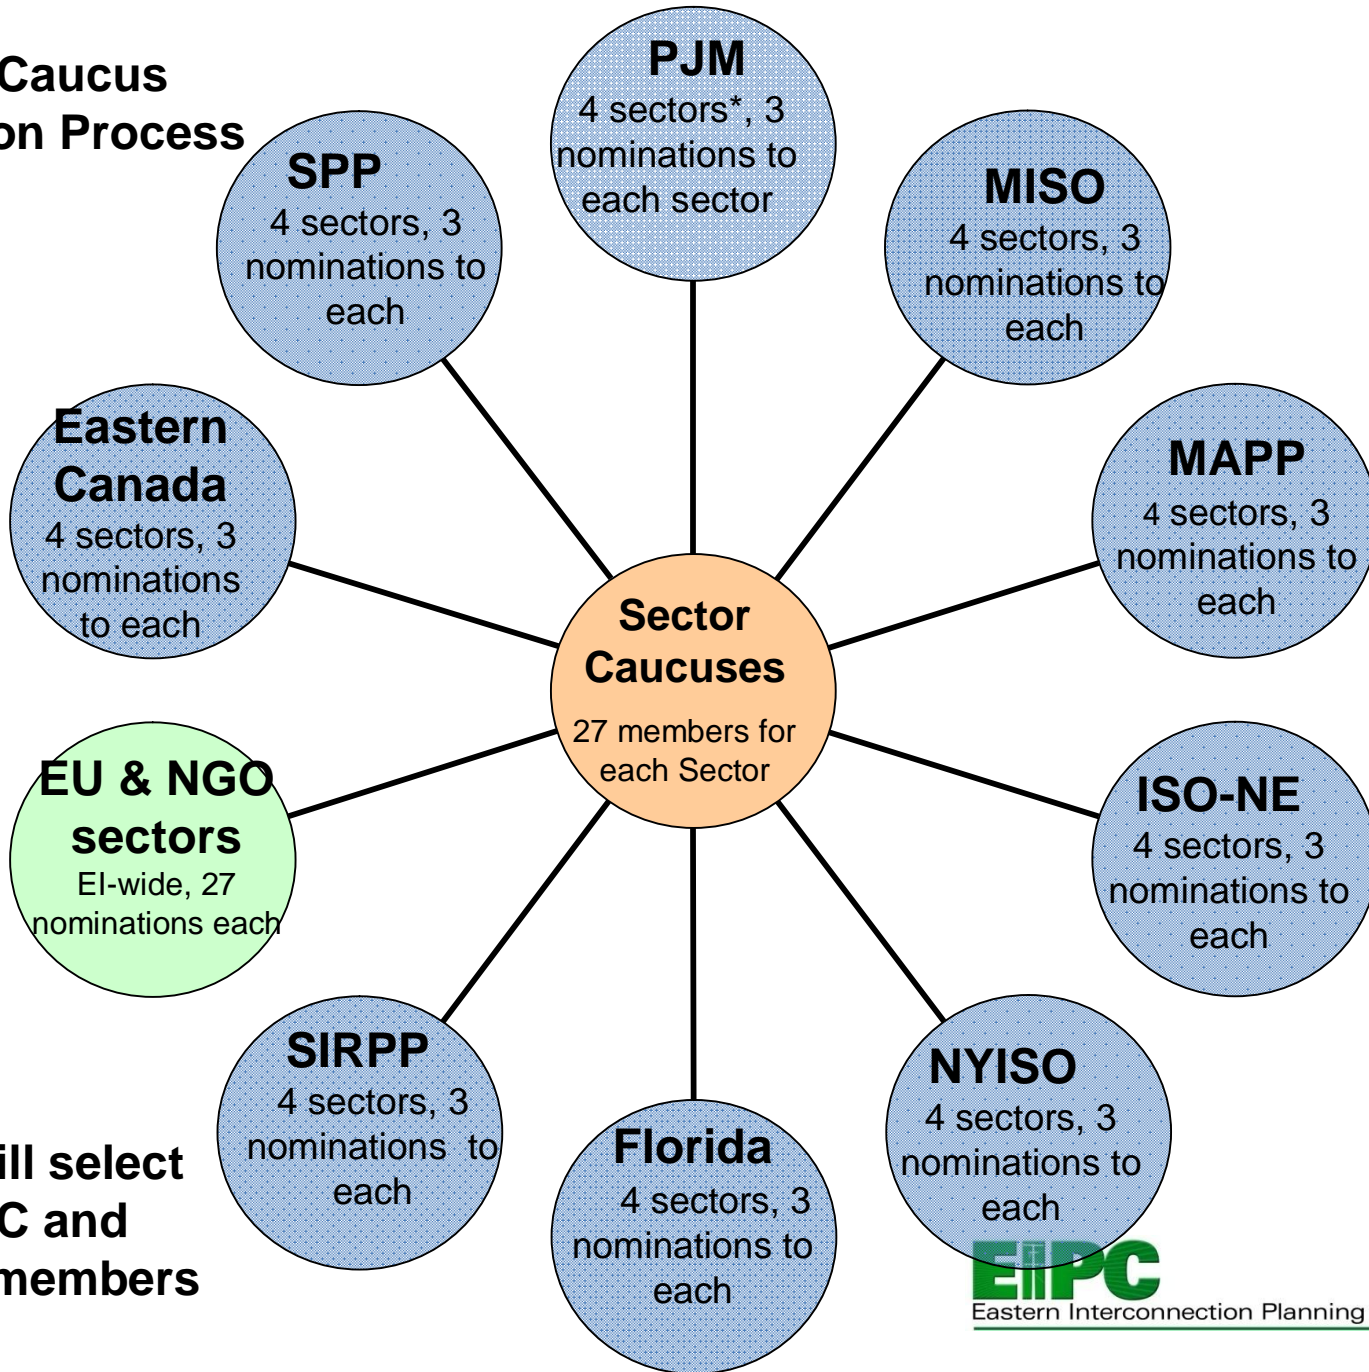 Caucus
on Process
PJM
4 sectors*, 3
nominations to
each sector
SPP
4 sectors, 3
nominations to
each
MISO
4 sectors, 3
nominations to
each
Eastern
Canada
4 sectors, 3
nominations
to each
MAPP
4 sectors, 3
nominations to
each
Sector
Caucuses
27 members for
each Sector
EU & NGO
sectors
EI-wide, 27
nominations each
ISO-NE
4 sectors, 3
nominations to
each
SIRPP
4 sectors, 3
nominations to
each
NYISO
4 sectors, 3
nominations to
each
Florida
4 sectors, 3
nominations to
each
ill select
C and
members
EIPC
Eastern Interconnection Planning